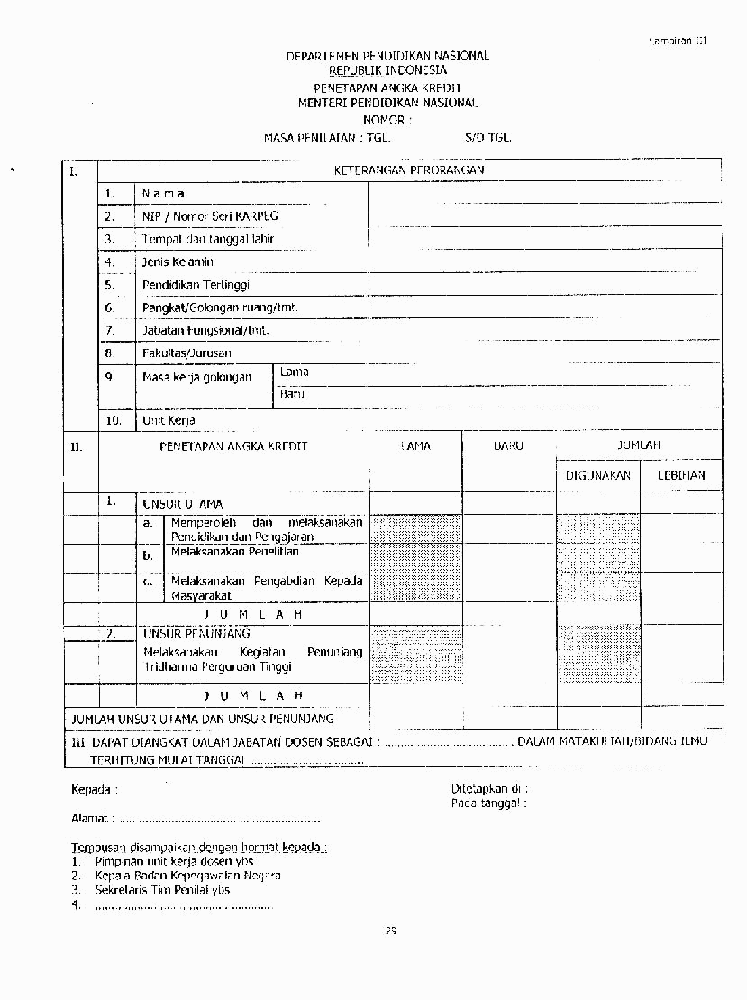 Lampiran III
DEPARTEMEN PENDIDIKAN NASIONAL
REPUBLIK INDONESIA
PENETAPAN ANGKA KREDIT
MENTERI PENDIDIKAN NASIONAL
NOMOR :
MASA PENILAIAN : TGL. S/D TGL.
I. KETERANGAN PERORANGAN
1. N a m a
2. NIP / Nomor Seri KARPEG
3. Tempat dan tanggal lahir
4. Jenis Kelamin
5. Pendidikan Tertinggi
6. Pangkat/Golongan ruang/tmt.
7. Jabatan Fungsional/tmt.
8. Fakultas/Jurusan
9. Masa kerja golongan Lama
Baru
10. Unit Kerja
II. PENETAPAN ANGKA KREDIT LAMA BARU JUMLAH
DIGUNAKAN LEBIHAN
1. UNSUR UTAMA
a. Memperoleh dan melaksanakan
Pendidikan dan Pengajaran
b. Melaksanakan Penelitian
c. Melaksanakan Pengabdian Kepada
Masyarakat
J U M L A H
2. UNSUR PENUNJANG
Melaksanakan Kegiatan Penunjang
Tridharma Perguruan Tinggi
J U M L A H
JUMLAH UNSUR UTAMA DAN UNSUR PENUNJANG
III. DAPAT DIANGKAT DALAM JABATAN DOSEN SEBAGAI : ........................................ DALAM MATAKULIAH/BIDANG ILMU
TERHITUNG MULAI TANGGAL ...................................
Kepada : Ditetapkan di :
Pada tanggal :
Alamat : ..............................................................
Tembusan disampaikan dengan hormat kepada :
1. Pimpinan unit kerja dosen ybs
2. Kepala Badan Kepegawaian Negara
3. Sekretaris Tim Penilai ybs
4. .......................................................
29